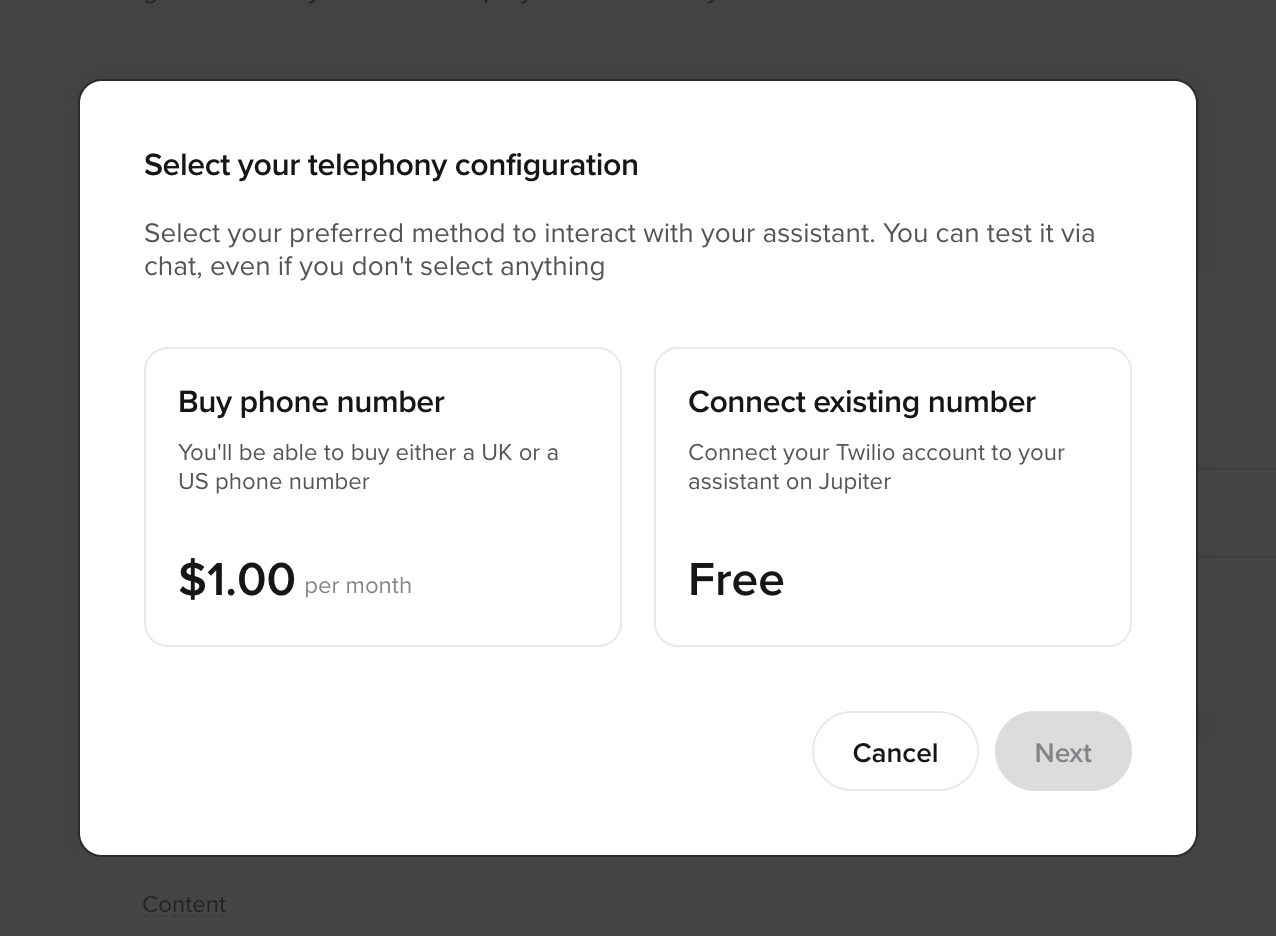 Select your telephony configuration
Select your preferred method to interact with your assistant. You can test it via
chat, even if you don't select anything
Buy phone number
You'll be able to buy either a UK or a
US phone number
$1.00 per month
Connect existing number
Connect your Twilio account to your
assistant on Jupiter
Free
Cancel
Next
Content